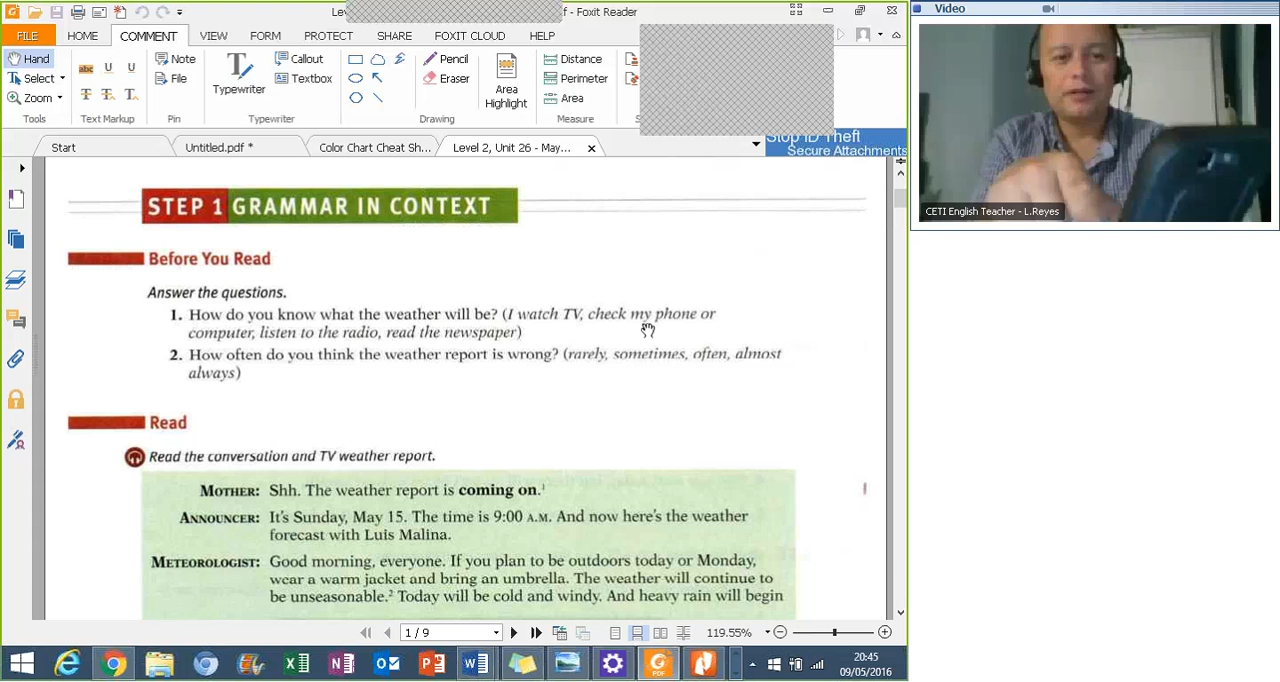 Le
f - Foxit Reader
Video
FILE HOME COMMENT VIEW FORM PROTECT SHARE FOXIT CLOUD HELP
Hand
Select
Zoom
Tools
abc U U
T T T
Text Markup
Note
File
Pin
Typewriter
Callout
Textbox
Typewriter
Pencil
Eraser
Drawing
Area
Highlight
Distance
Perimeter
Area
Measure
Start Untitled.pdf * Color Chart Cheat Sh... Level 2, Unit 26 - May...
Stop ID Theft
Secure Attachments
CETI English Teacher - L.Reyes
STEP 1 GRAMMAR IN CONTEXT
Before You Read
Answer the questions.
1. How do you know what the weather will be? (I watch TV, check my phone or
computer, listen to the radio, read the newspaper)
2. How often do you think the weather report is wrong? (rarely, sometimes, often, almost
always)
Read
Read the conversation and TV weather report.
MOTHER: Shh. The weather report is coming on.1
ANNOUNCER: It's Sunday, May 15. The time is 9:00 A.M. And now here's the weather
forecast with Luis Malina.
METEOROLOGIST: Good morning, everyone. If you plan to be outdoors today or Monday,
wear a warm jacket and bring an umbrella. The weather will continue to
be unseasonable.2 Today will be cold and windy. And heavy rain will begin
1 / 9
119.55%
20:45
09/05/2016